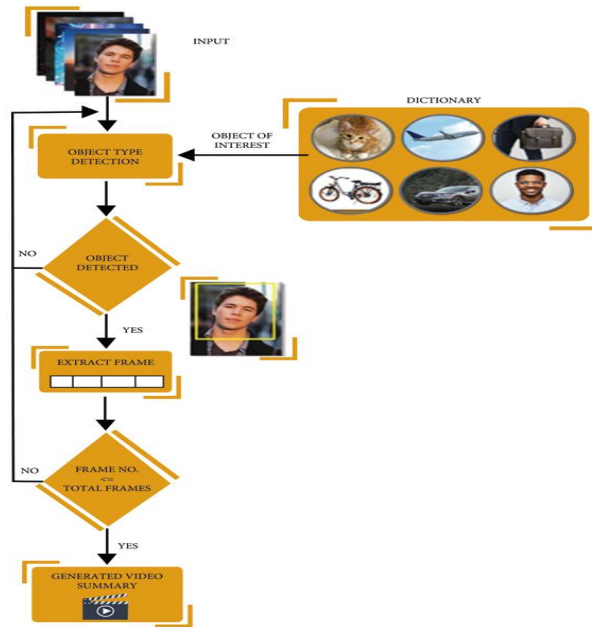 INPUT
DICTIONARY
OBJECT OF
INTEREST
OBJECT TYPE
DETECTION
NO
OBJECT
DETECTED
YES
EXTRACT FRAME
NO
FRAME NO.
<=
TOTAL FRAMES
YES
GENERATED VIDEO
SUMMARY